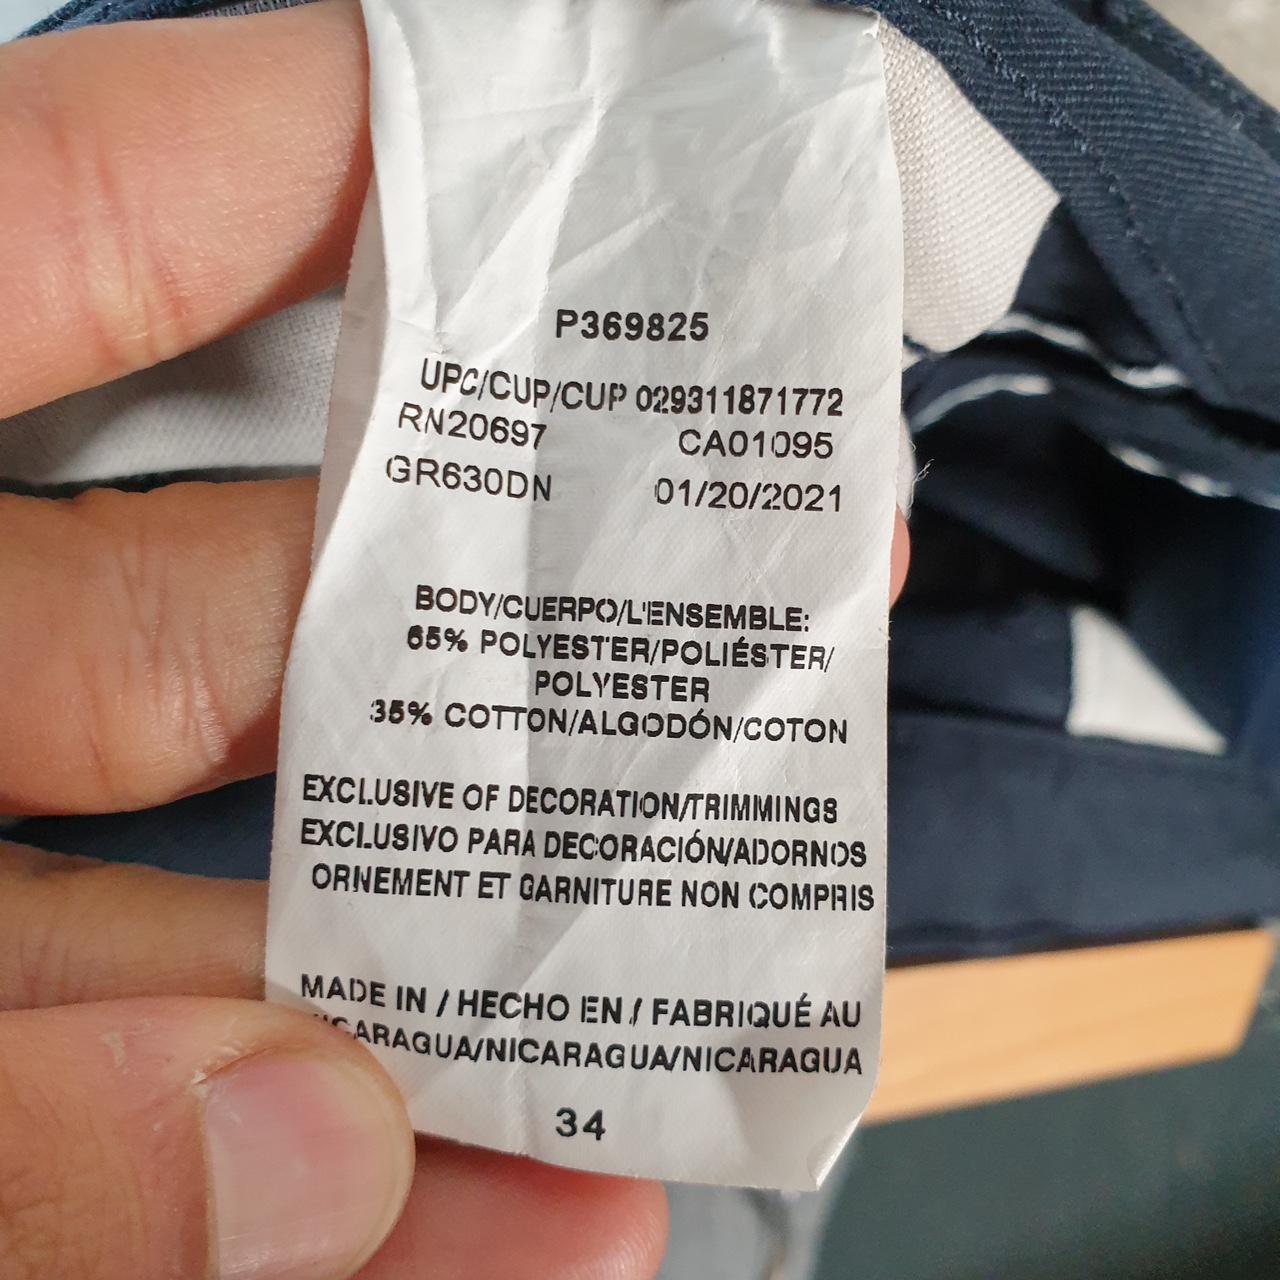 P369825
UPC/CUP/CUP 029311871772
RN20697 CA01095
GR630DN 01/20/2021
BODY/CUERPO/L'ENSEMBLE:
65% POLYESTER/POLIÉSTER/
POLYESTER
35% COTTON/ALGODÓN/COTON
EXCLUSIVE OF DECORATION/TRIMMINGS
EXCLUSIVO PARA DECORACIÓN/ADORNOS
ORNEMENT ET GARNITURE NON COMPRIS
MADE IN / HECHO EN / FABRIQUÉ AU
NICARAGUA/NICARAGUA/NICARAGUA
34